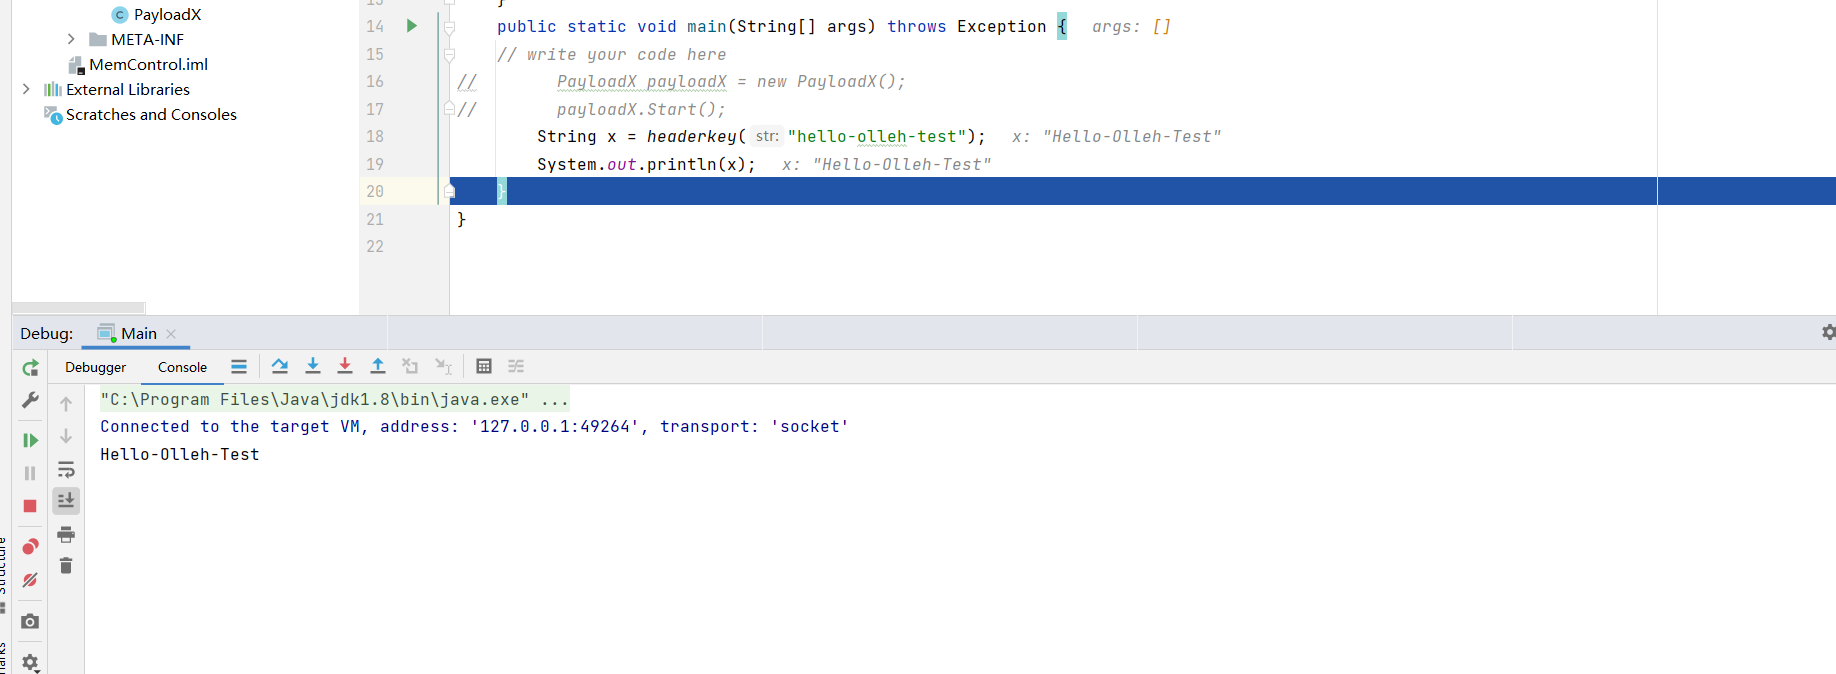 PayloadX
META-INF
MemControl.iml
External Libraries
Scratches and Consoles
14 public static void main(String[] args) throws Exception { args: []
15 // write your code here
16 // PayloadX payloadX = new PayloadX();
17 // payloadX.Start();
18 String x = headerkey( str: "hello-olleh-test"); x: "Hello-Olleh-Test"
19 System.out.println(x); x: "Hello-Olleh-Test"
20 }
21 }
22
Debug: Main
Debugger Console
"C:\Program Files\Java\jdk1.8\bin\java.exe" ...
Connected to the target VM, address: '127.0.0.1:49264', transport: 'socket'
Hello-Olleh-Test
Structure